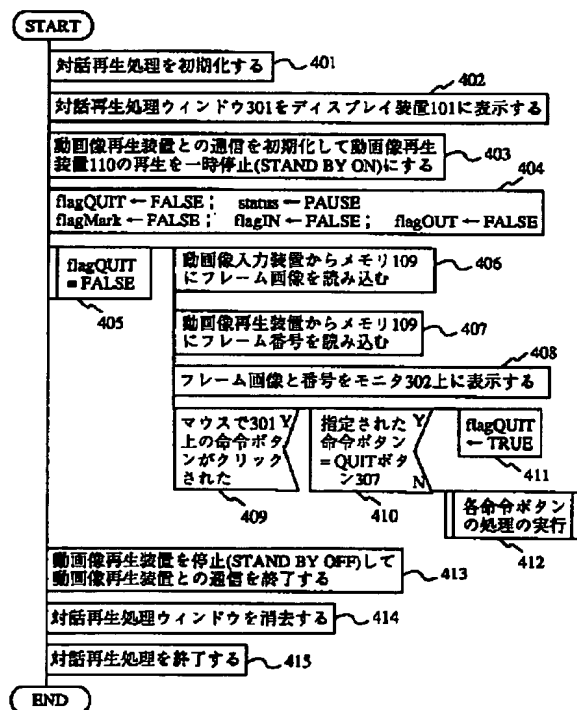 START
対話再生処理を初期化する
401
402
対話再生処理ウィンドウ301をディスプレイ装置101に表示する
動画像再生装置との通信を初期化して動画像再生
装置110の再生を一時停止(STAND BY ON)にする
403
404
flagQUIT ← FALSE ; status ← PAUSE
flagMark ← FALSE ; flagIN ← FALSE ; flagOUT ← FALSE
flagQUIT
= FALSE
405
動画像入力装置からメモリ109
にフレーム画像を読み込む
406
動画像再生装置からメモリ109
にフレーム番号を読み込む
407
408
フレーム画像と番号をモニタ302上に表示する
マウスで301
上の命令ボタ
ンがクリック
された
Y
409
指定された
命令ボタン
=QUITボタ
ン307
Y
N
410
flagQUIT
← TRUE
411
各命令ボタン
の処理の実行
412
動画像再生装置を停止(STAND BY OFF)して
動画像再生装置との通信を終了する
413
対話再生処理ウィンドウを消去する
414
対話再生処理を終了する
415
END